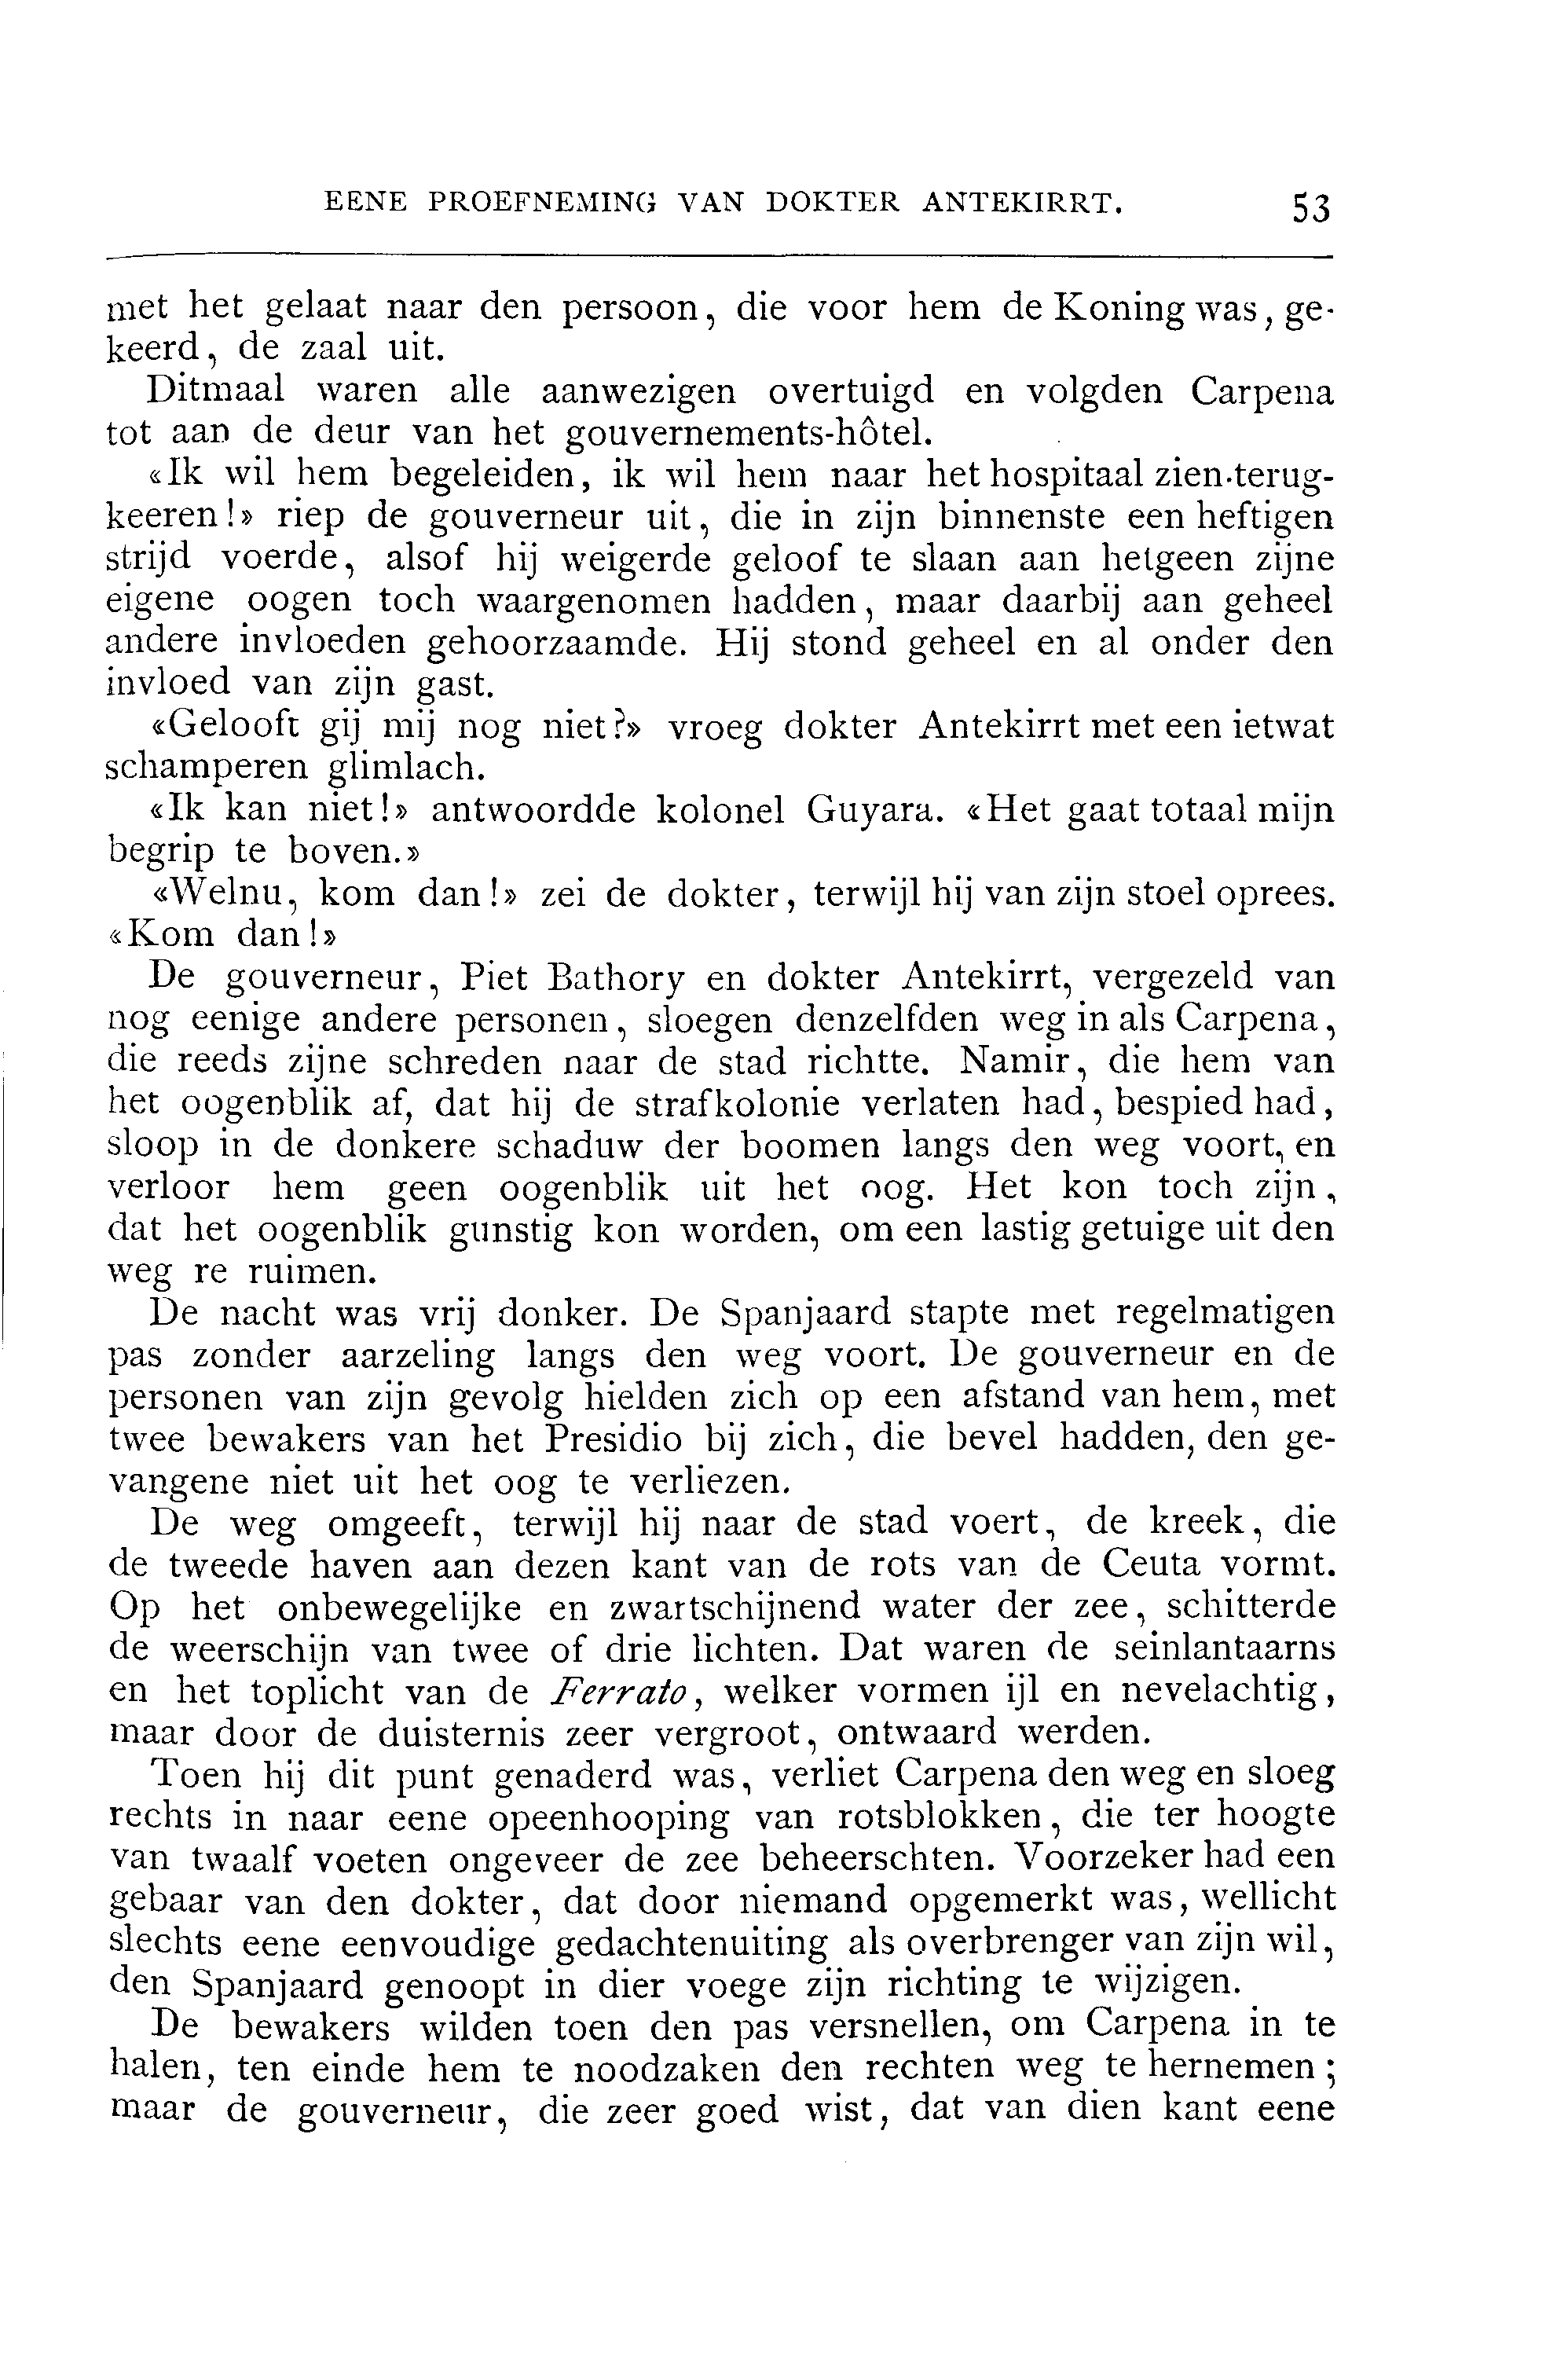 EENE PROEFNEMING VAN DOKTER ANTEKIRRT. 53
met het gelaat naar den persoon, die voor hem de Koning was, ge-
keerd, de zaal uit.
Ditmaal waren alle aanwezigen overtuigd en volgden Carpena
tot aan de deur van het gouvernements-hôtel.
«Ik wil hem begeleiden, ik wil hem naar het hospitaal zien terug-
keeren!» riep de gouverneur uit, die in zijn binnenste een heftigen
strijd voerde, alsof hij weigerde geloof te slaan aan hetgeen zijne
eigene oogen toch waargenomen hadden, maar daarbij aan geheel
andere invloeden gehoorzaamde. Hij stond geheel en al onder den
invloed van zijn gast.
«Gelooft gij mij nog niet?» vroeg dokter Antekirrt met een ietwat
schamperen glimlach.
«Ik kan niet!» antwoordde kolonel Guyara. «Het gaat totaal mijn
begrip te boven.»
«Welnu, kom dan!» zei de dokter, terwijl hij van zijn stoel oprees.
«Kom dan!»
De gouverneur, Piet Bathory en dokter Antekirrt, vergezeld van
nog eenige andere personen, sloegen denzelfden weg in als Carpena,
die reeds zijne schreden naar de stad richtte. Namir, die hem van
het oogenblik af, dat hij de strafkolonie verlaten had, bespied had,
sloop in de donkere schaduw der boomen langs den weg voort, en
verloor hem geen oogenblik uit het oog. Het kon toch zijn,
dat het oogenblik gunstig kon worden, om een lastig getuige uit den
weg re ruimen.
De nacht was vrij donker. De Spanjaard stapte met regelmatigen
pas zonder aarzeling langs den weg voort. De gouverneur en de
personen van zijn gevolg hielden zich op een afstand van hem, met
twee bewakers van het Presidio bij zich, die bevel hadden, den ge-
vangene niet uit het oog te verliezen.
De weg omgeeft, terwijl hij naar de stad voert, de kreek, die
de tweede haven aan dezen kant van de rots van de Ceuta vormt.
Op het onbewegelijke en zwartschijnend water der zee, schitterde
de weerschijn van twee of drie lichten. Dat waren de seinlantaarns
en het toplicht van de Ferrato, welker vormen ijl en nevelachtig,
maar door de duisternis zeer vergroot, ontwaard werden.
Toen hij dit punt genaderd was, verliet Carpena den weg en sloeg
rechts in naar eene opeenhooping van rotsblokken, die ter hoogte
van twaalf voeten ongeveer de zee beheerschten. Voorzeker had een
gebaar van den dokter, dat door niemand opgemerkt was, wellicht
slechts eene eenvoudige gedachtenuiting als overbrenger van zijn wil,
den Spanjaard genoopt in dier voege zijn richting te wijzigen.
De bewakers wilden toen den pas versnellen, om Carpena in te
halen, ten einde hem te noodzaken den rechten weg te hernemen;
maar de gouverneur, die zeer goed wist, dat van dien kant eene